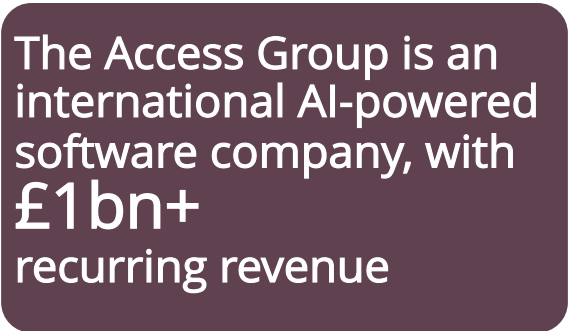 The Access Group is an
international AI-powered
software company, with
£1bn+
recurring revenue